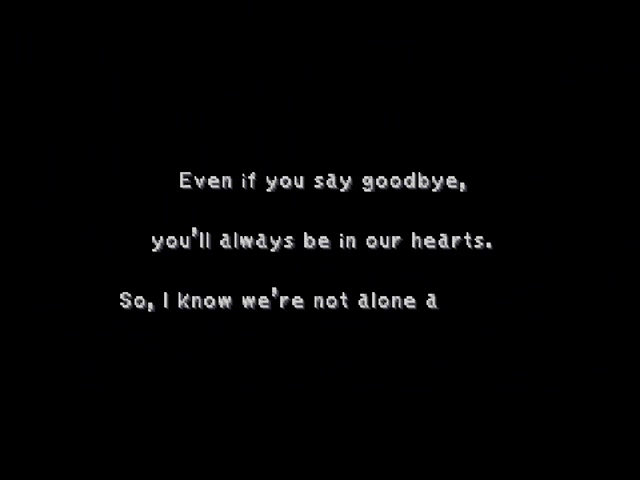 Even if you say goodbye,
you'll always be in our hearts.
So, I know we're not alone a